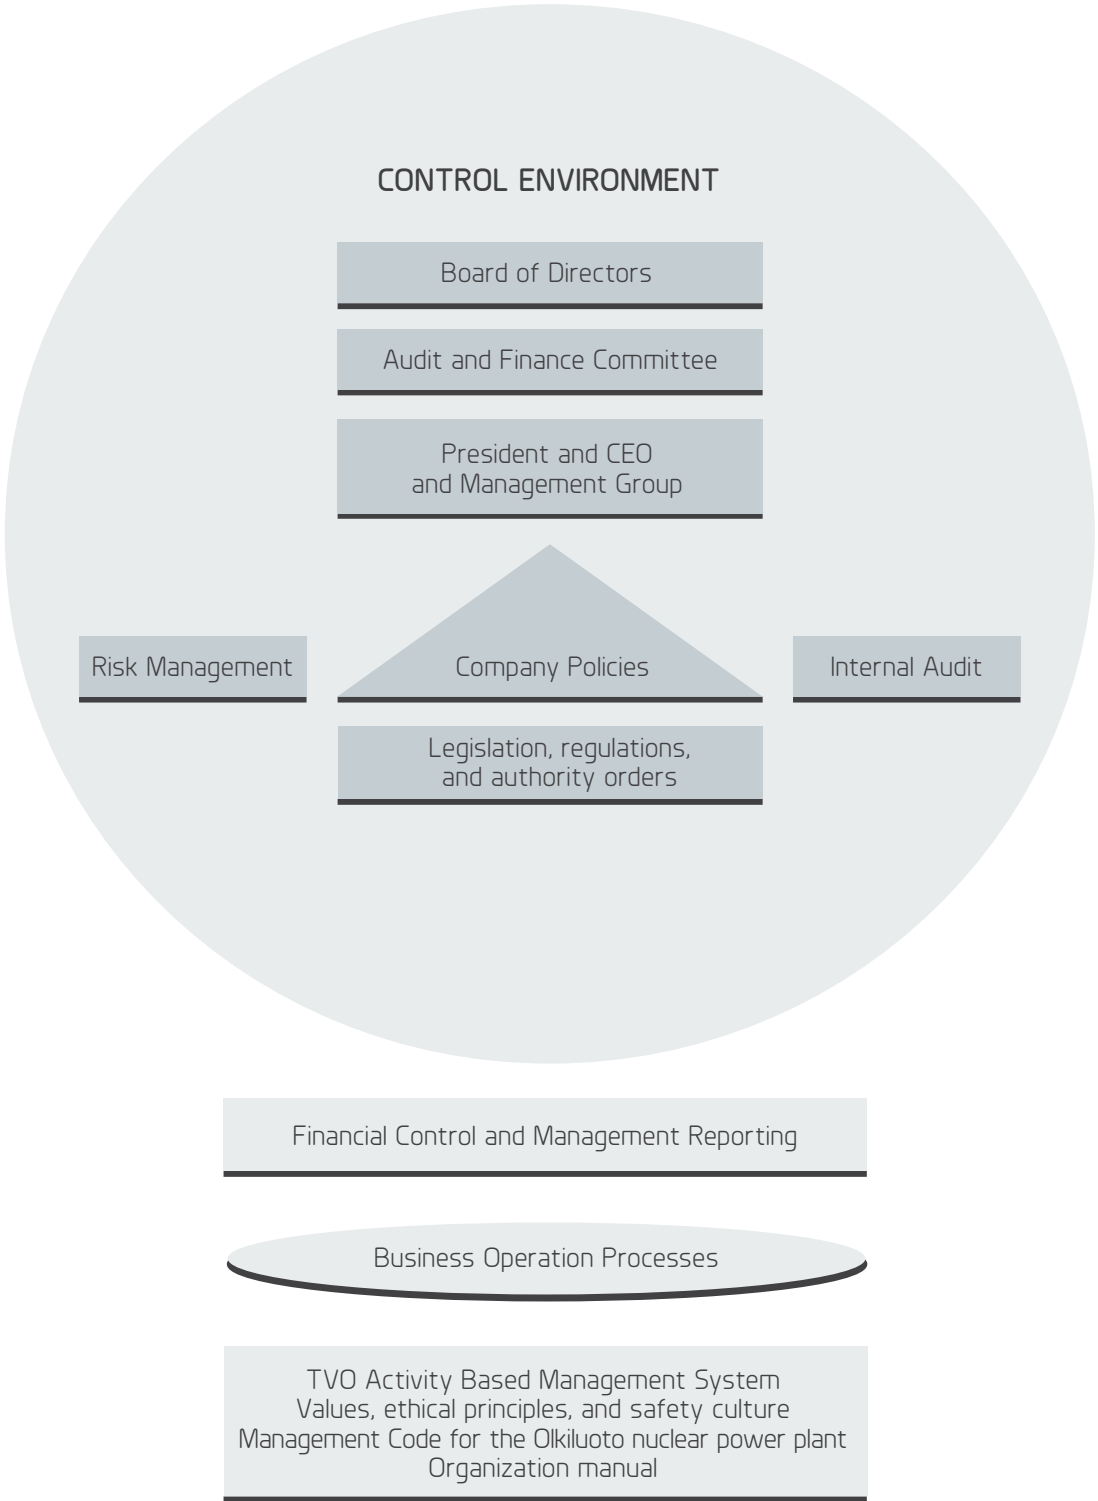 CONTROL ENVIRONMENT
Board of Directors
Audit and Finance Committee
President and CEO
and Management Group
Risk Management
Company Policies
Internal Audit
Legislation, regulations,
and authority orders
Financial Control and Management Reporting
Business Operation Processes
TVO Activity Based Management System
Values, ethical principles, and safety culture
Management Code for the Olkiluoto nuclear power plant
Organization manual